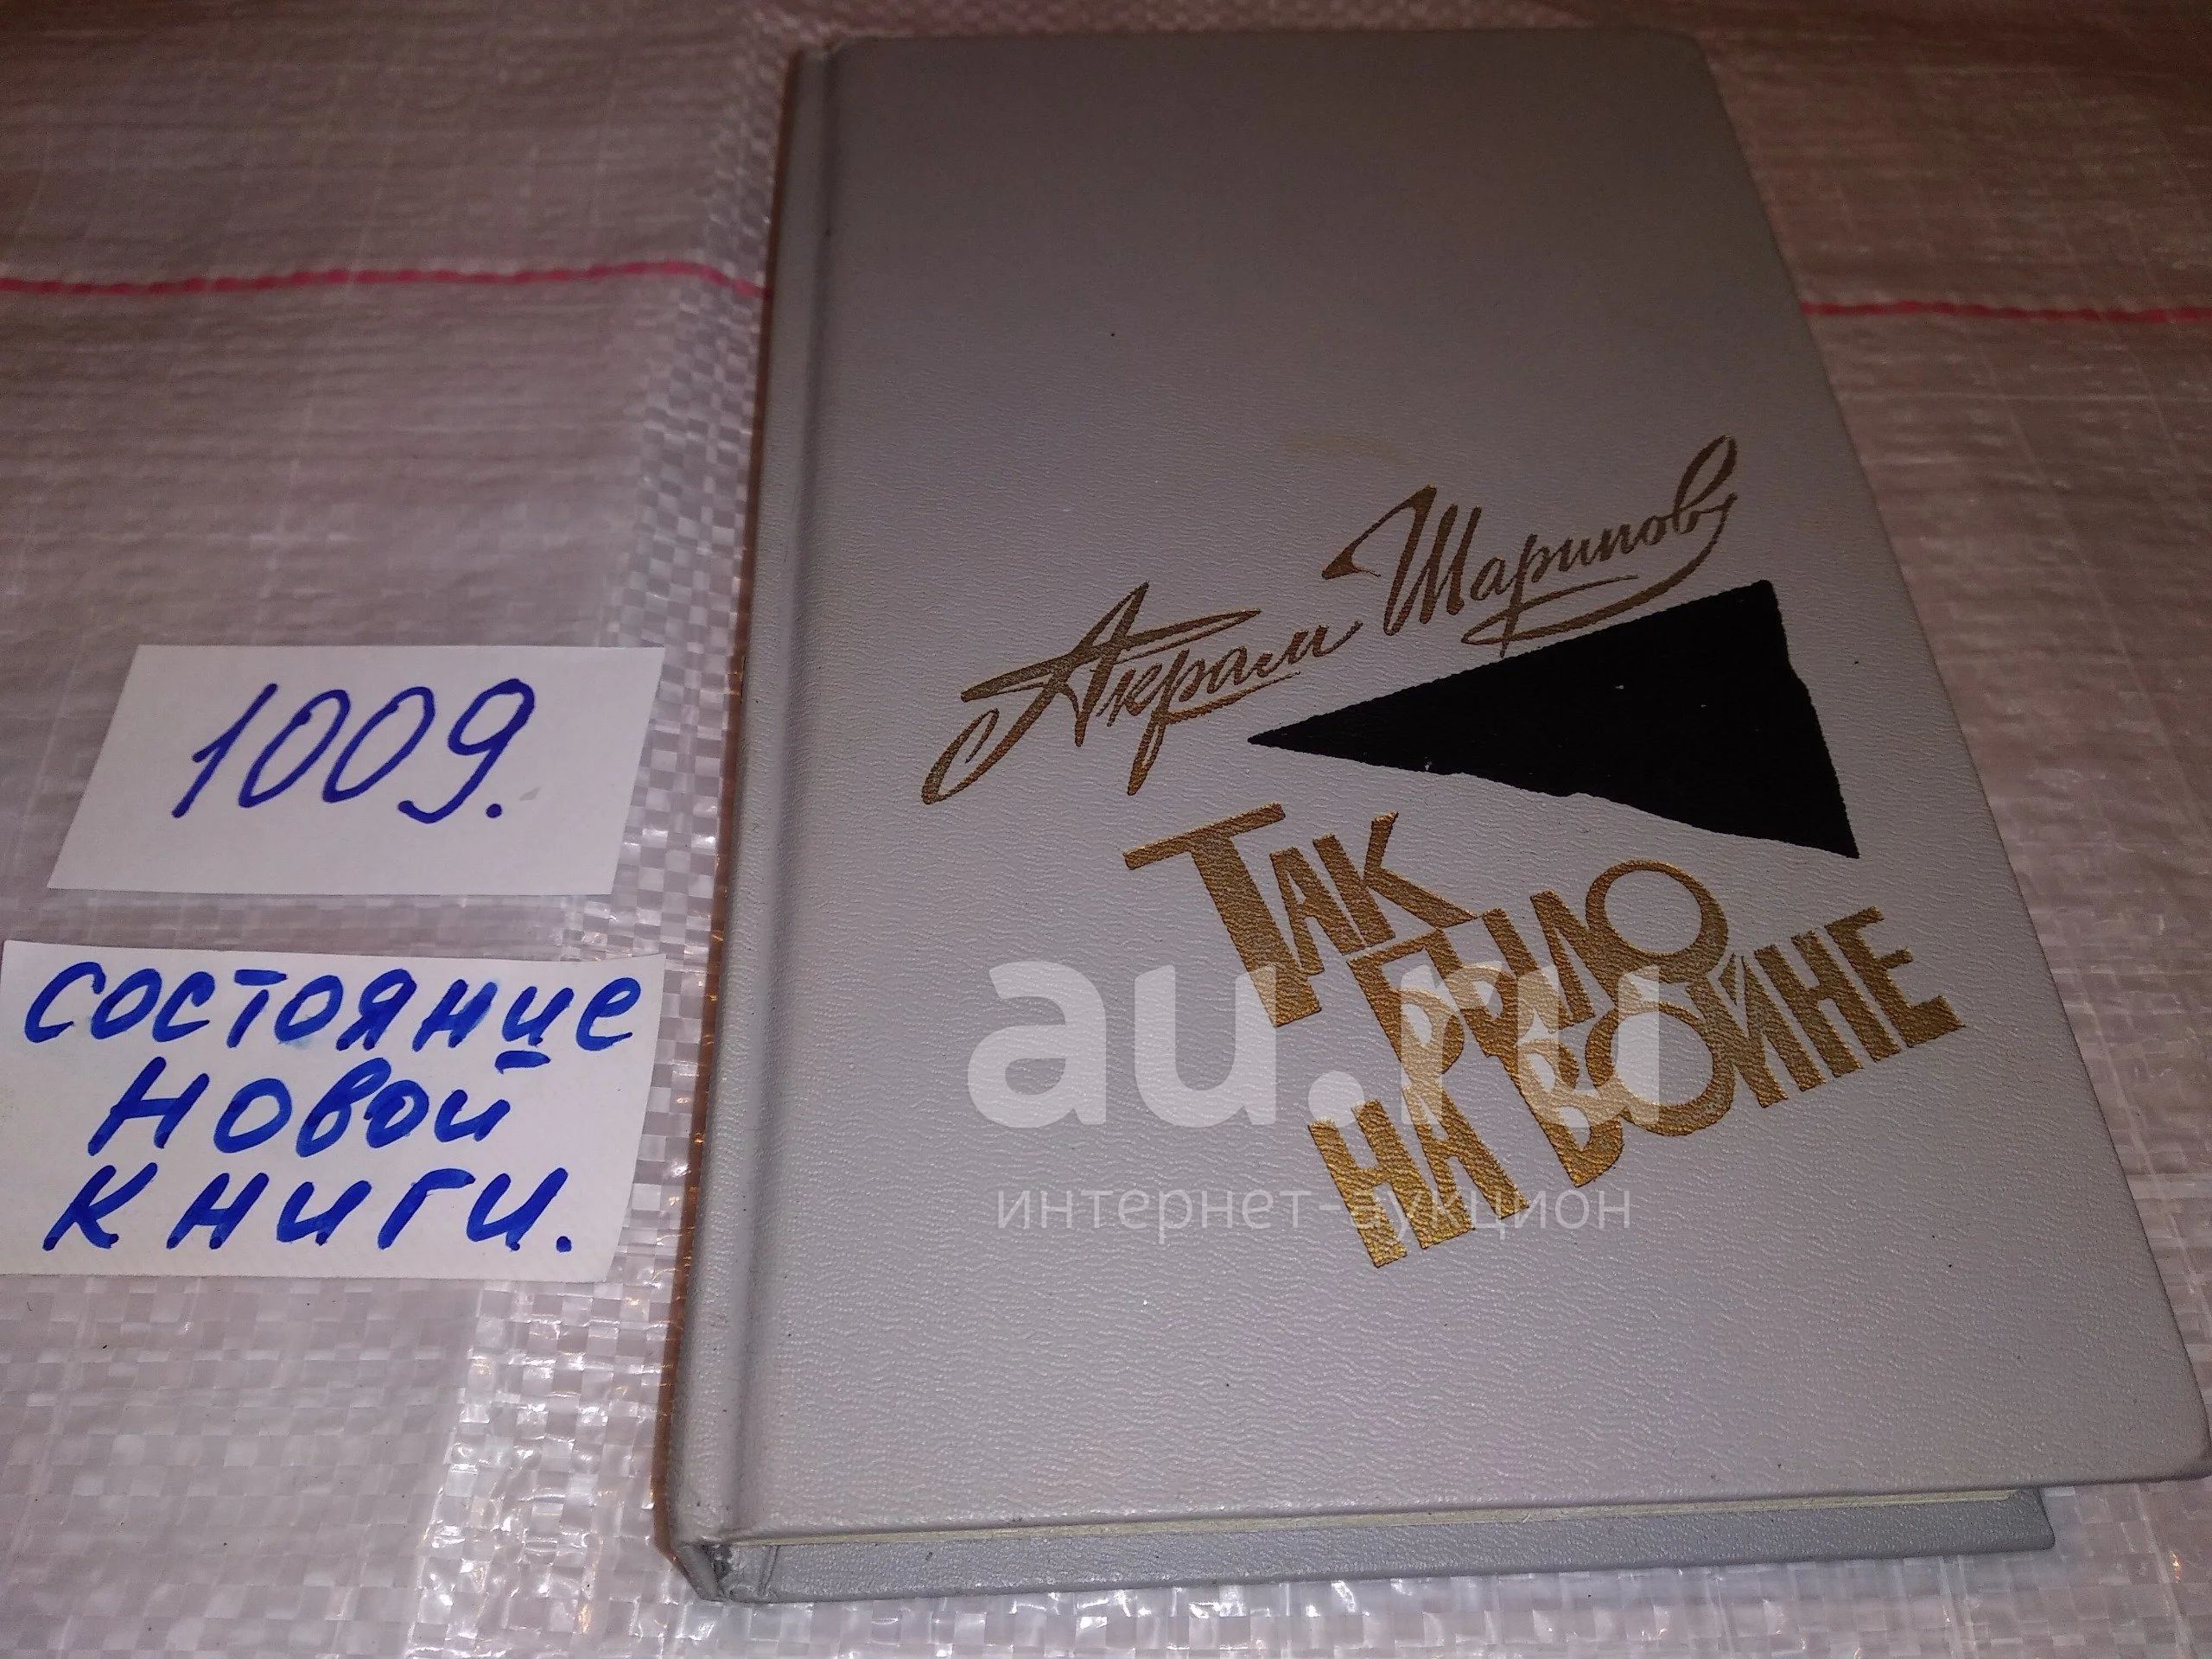 1009.
состояние
новой
книги.
Акрам Шарипов
ТАК
БЫЛО
НА ВОЙНЕ
au.ru
интернет-аукцион